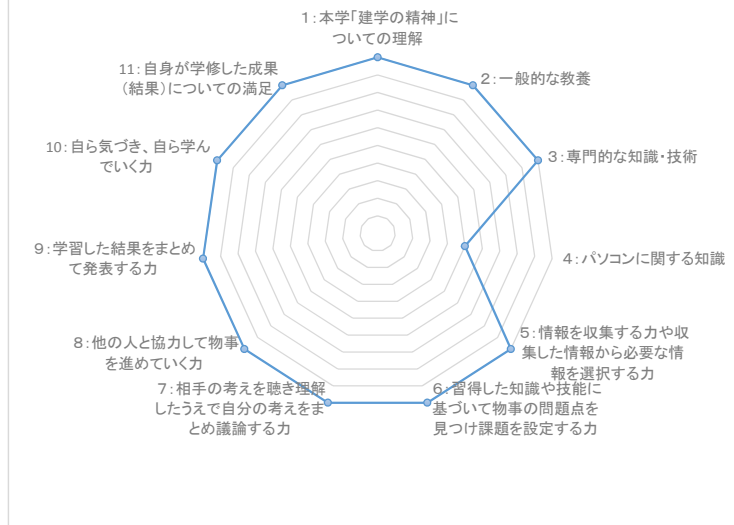 1:本学「建学の精神」に
ついての理解
2:一般的な教養
3:専門的な知識・技術
4:パソコンに関する知識
5:情報を収集する力や収
集した情報から必要な情
報を選択する力
6:習得した知識や技能に
基づいて物事の問題点を
見つけ課題を設定する力
7:相手の考えを聴き理解
したうえで自分の考えをま
とめ議論する力
8:他の人と協力して物事
を進めていく力
9:学習した結果をまとめ
て発表する力
10:自ら気づき、自ら学ん
でいく力
11:自身が学修した成果
(結果)についての満足